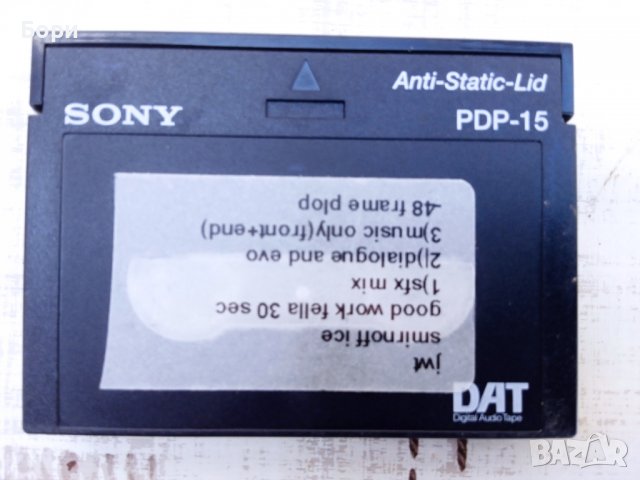 Бори
Anti-Static-Lid
SONY
PDP-15
jwt
smirnoff ice
good work fella 30 sec
1)sfx mix
2|)dialogue and evo
3)music only(front+end)
-48 frame plop
DAT
Digital Audio Tape
BAZAR